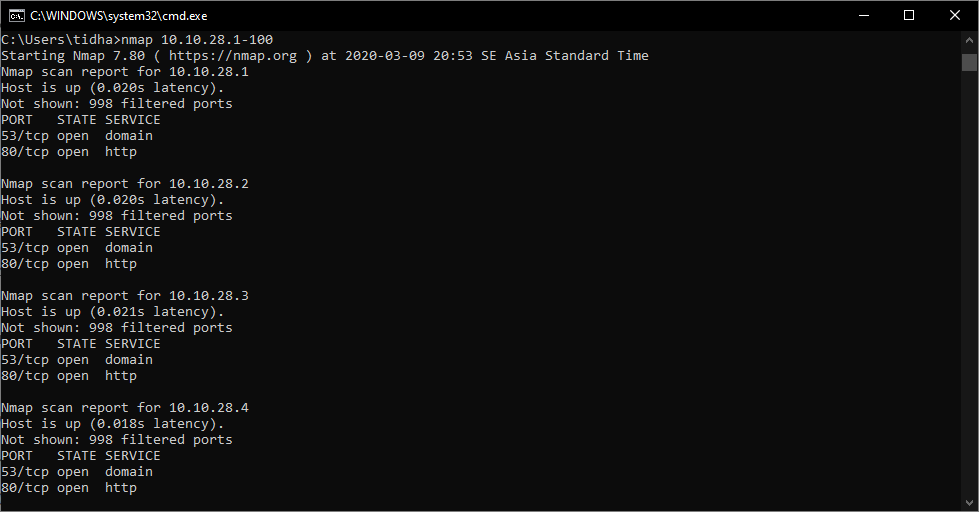 C:\WINDOWS\system32\cmd.exe
C:\Users\tidha>nmap 10.10.28.1-100
Starting Nmap 7.80 ( https://nmap.org ) at 2020-03-09 20:53 SE Asia Standard Time
Nmap scan report for 10.10.28.1
Host is up (0.020s latency).
Not shown: 998 filtered ports
PORT   STATE SERVICE
53/tcp open  domain
80/tcp open  http
Nmap scan report for 10.10.28.2
Host is up (0.020s latency).
Not shown: 998 filtered ports
PORT   STATE SERVICE
53/tcp open  domain
80/tcp open  http
Nmap scan report for 10.10.28.3
Host is up (0.021s latency).
Not shown: 998 filtered ports
PORT   STATE SERVICE
53/tcp open  domain
80/tcp open  http
Nmap scan report for 10.10.28.4
Host is up (0.018s latency).
Not shown: 998 filtered ports
PORT   STATE SERVICE
53/tcp open  domain
80/tcp open  http